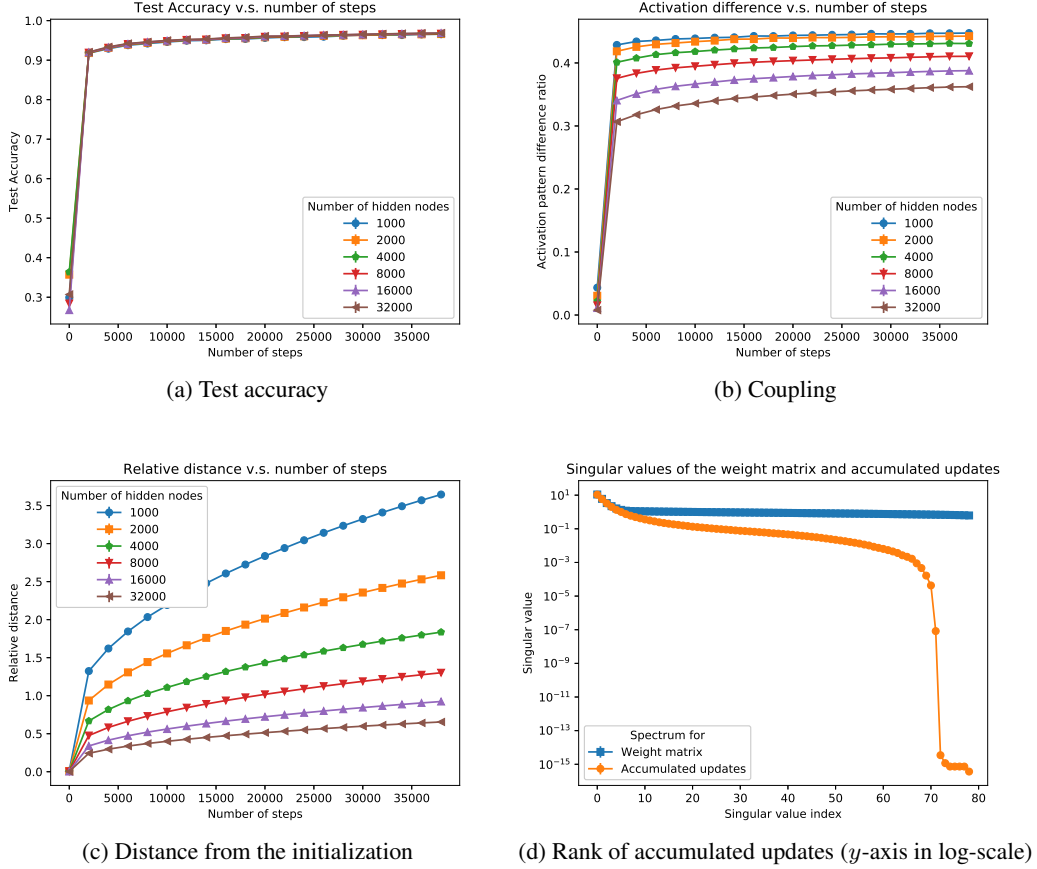 Test Accuracy v.s. number of steps
1.0
0.9
0.8
0.7
0.6
0.5
0.4
0.3
Test Accuracy
Number of hidden nodes
1000
2000
4000
8000
16000
32000
0 5000 10000 15000 20000 25000 30000 35000
Number of steps
(a) Test accuracy
Activation difference v.s. number of steps
0.4
0.3
0.2
0.1
0.0
Activation pattern difference ratio
Number of hidden nodes
1000
2000
4000
8000
16000
32000
0 5000 10000 15000 20000 25000 30000 35000
Number of steps
(b) Coupling
Relative distance v.s. number of steps
3.5
3.0
2.5
2.0
1.5
1.0
0.5
0.0
Relative distance
Number of hidden nodes
1000
2000
4000
8000
16000
32000
0 5000 10000 15000 20000 25000 30000 35000
Number of steps
(c) Distance from the initialization
Singular values of the weight matrix and accumulated updates
10^1
10^-1
10^-3
10^-5
10^-7
10^-9
10^-11
10^-13
10^-15
Singular value
Spectrum for
Weight matrix
Accumulated updates
0 10 20 30 40 50 60 70 80
Singular value index
(d) Rank of accumulated updates (y-axis in log-scale)